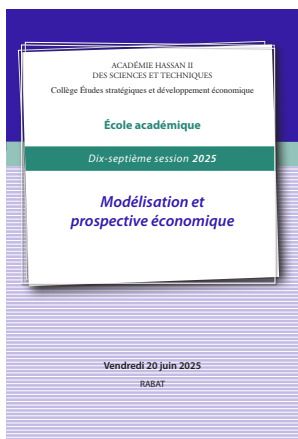 ACADÉMIE HASSAN II
DES SCIENCES ET TECHNIQUES
Collège Études stratégiques et développement économique
École académique
Dix-septième session 2025
Modélisation et
prospective économique
Vendredi 20 juin 2025
RABAT